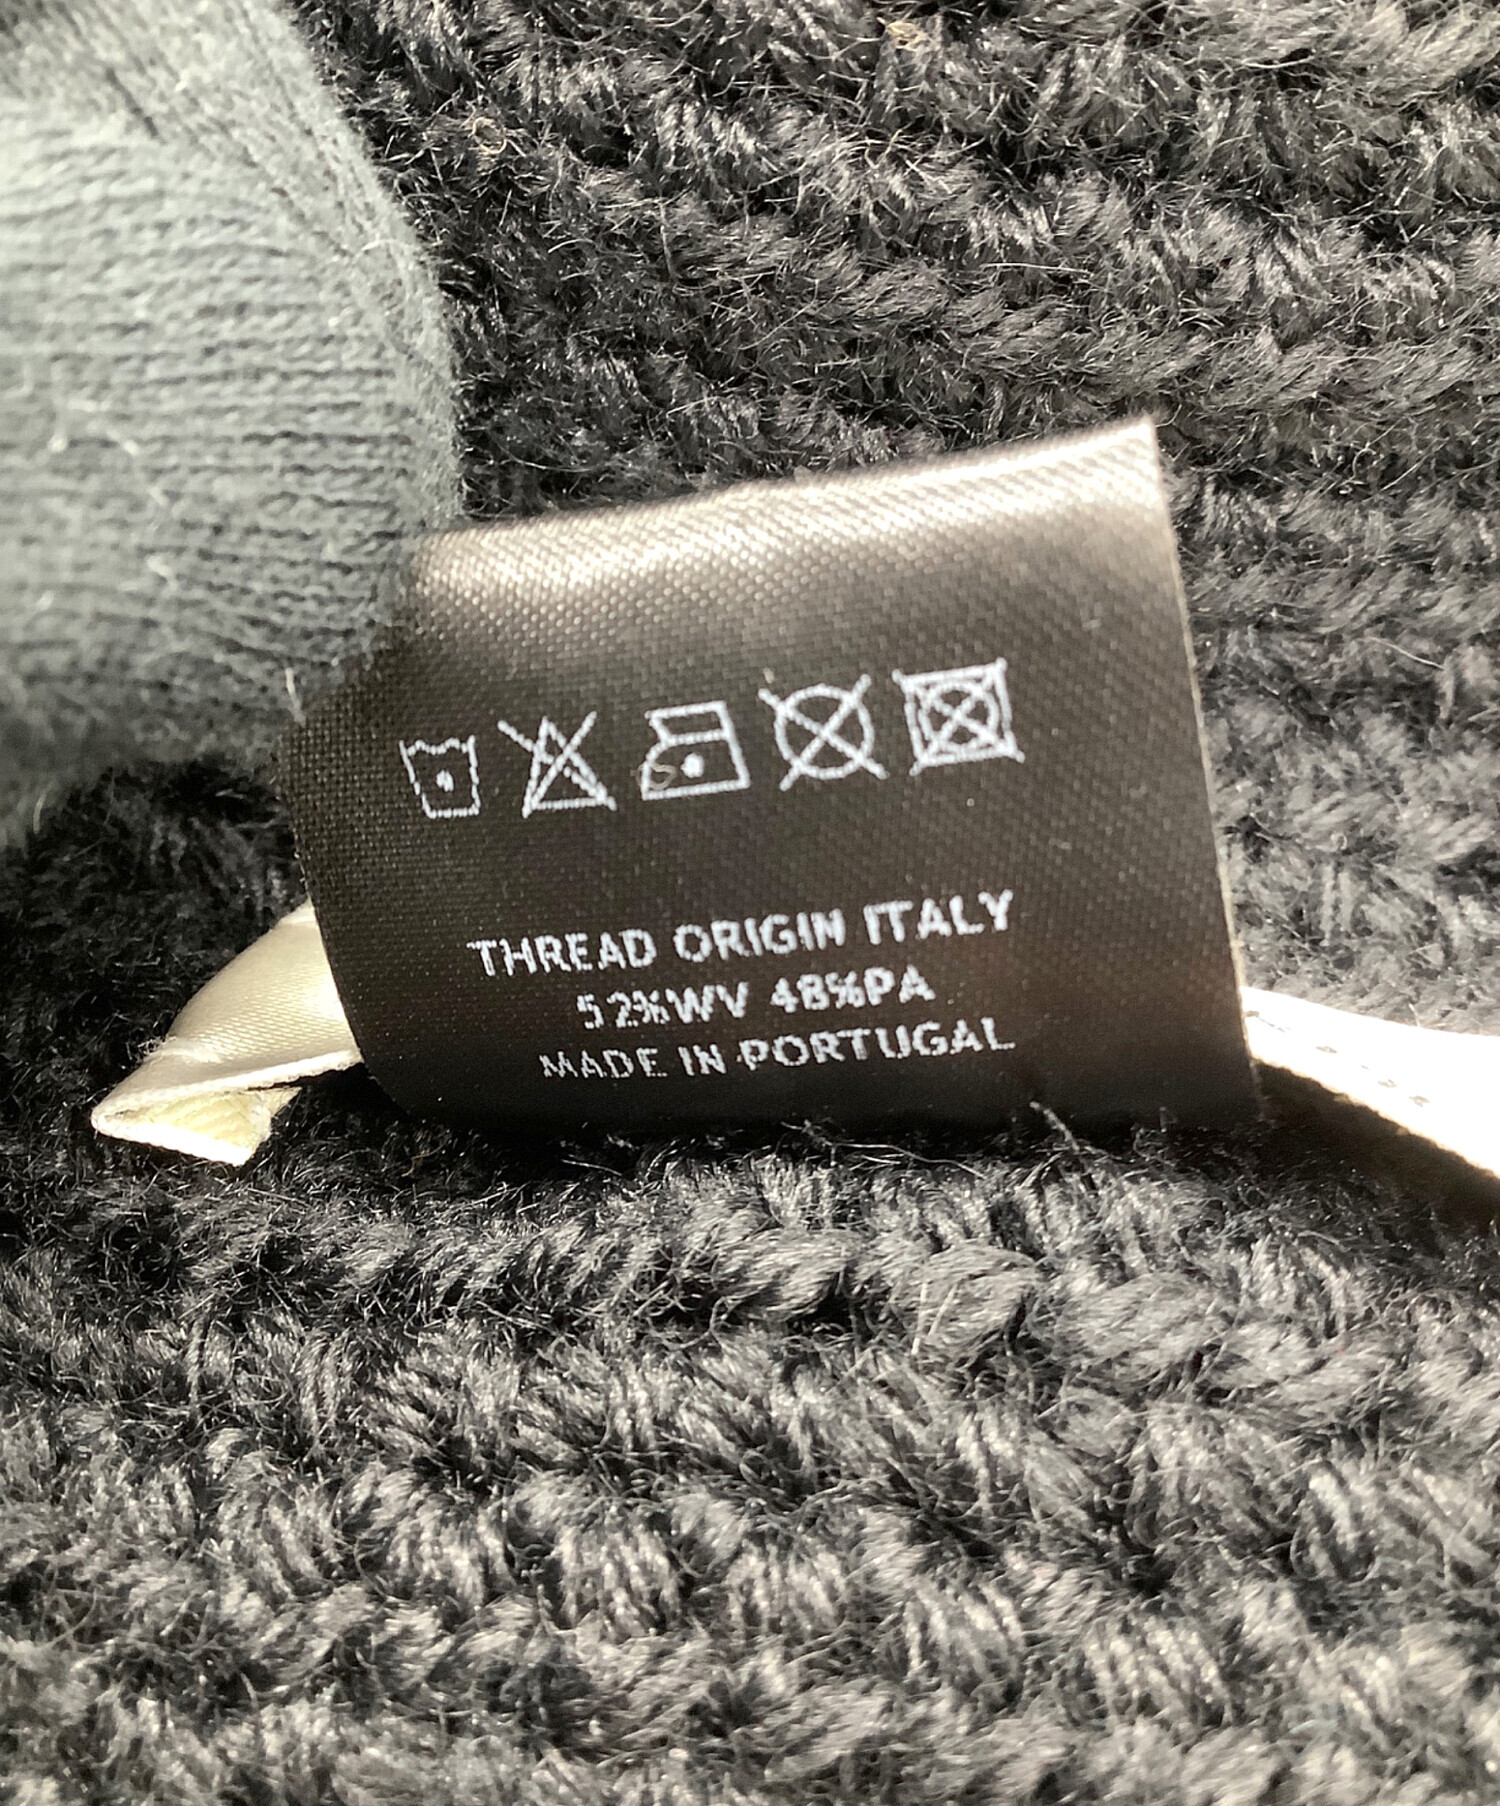 THREAD ORIGIN ITALY
52%WV 48%PA
MADE IN PORTUGAL